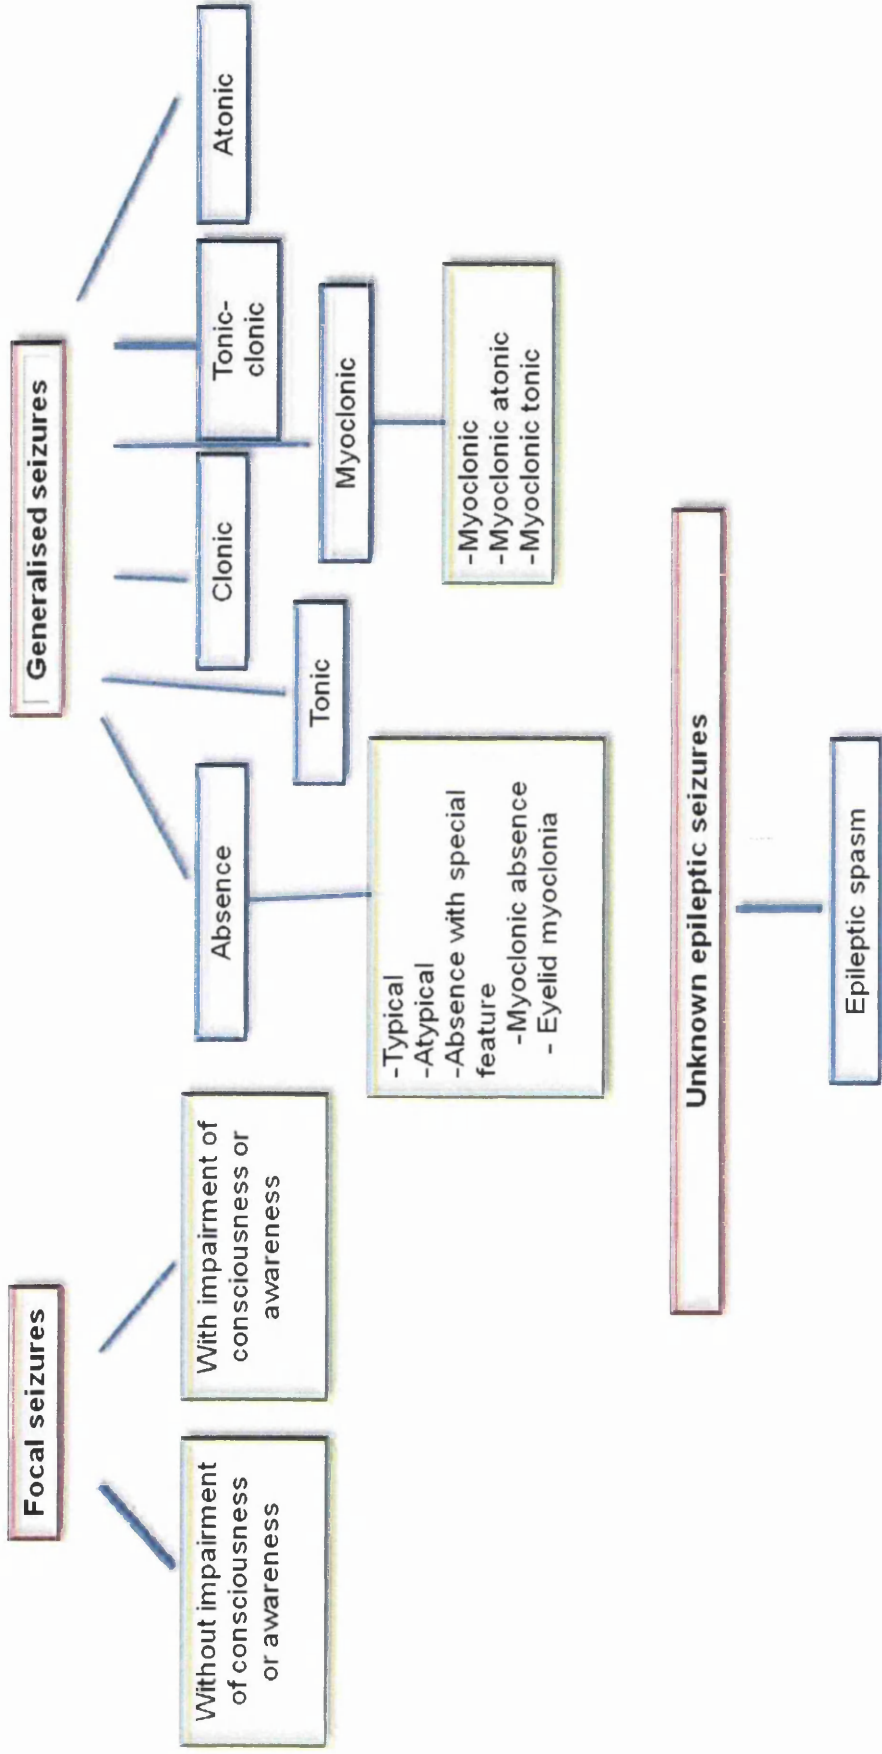 Focal seizures
Without impairment
of consciousness
or awareness
With impairment of
consciousness or
awareness
Generalised seizures
Absence
-Typical
-Atypical
-Absence with special
feature
-Myoclonic absence
- Eyelid myoclonia
Tonic
Clonic
Myoclonic
-Myoclonic
-Myoclonic atonic
-Myoclonic tonic
Tonic-
clonic
Atonic
Unknown epileptic seizures
Epileptic spasm